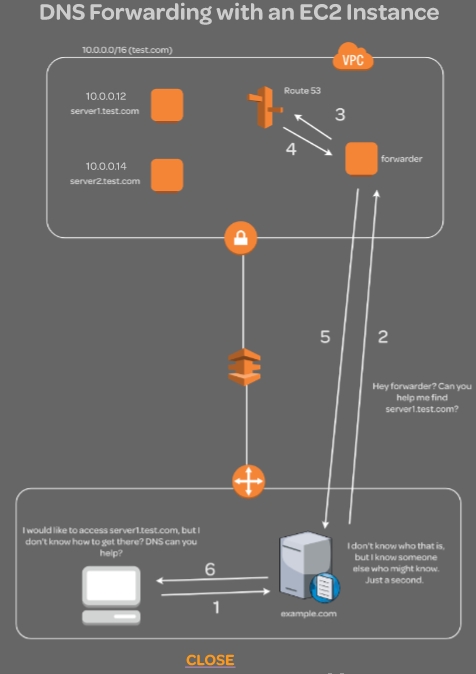 DNS Forwarding with an EC2 Instance
10.0.0.0/16 (test.com)
VPC
10.0.0.12
server1.test.com
Route 53
3
4
forwarder
10.0.0.14
server2.test.com
5
2
Hey forwarder? Can you
help me find
server1.test.com?
I would like to access server1.test.com, but I
don't know how to get there? DNS can you
help?
I don't know who that is,
but I know someone
else who might know.
Just a second.
6
1
example.com
CLOSE